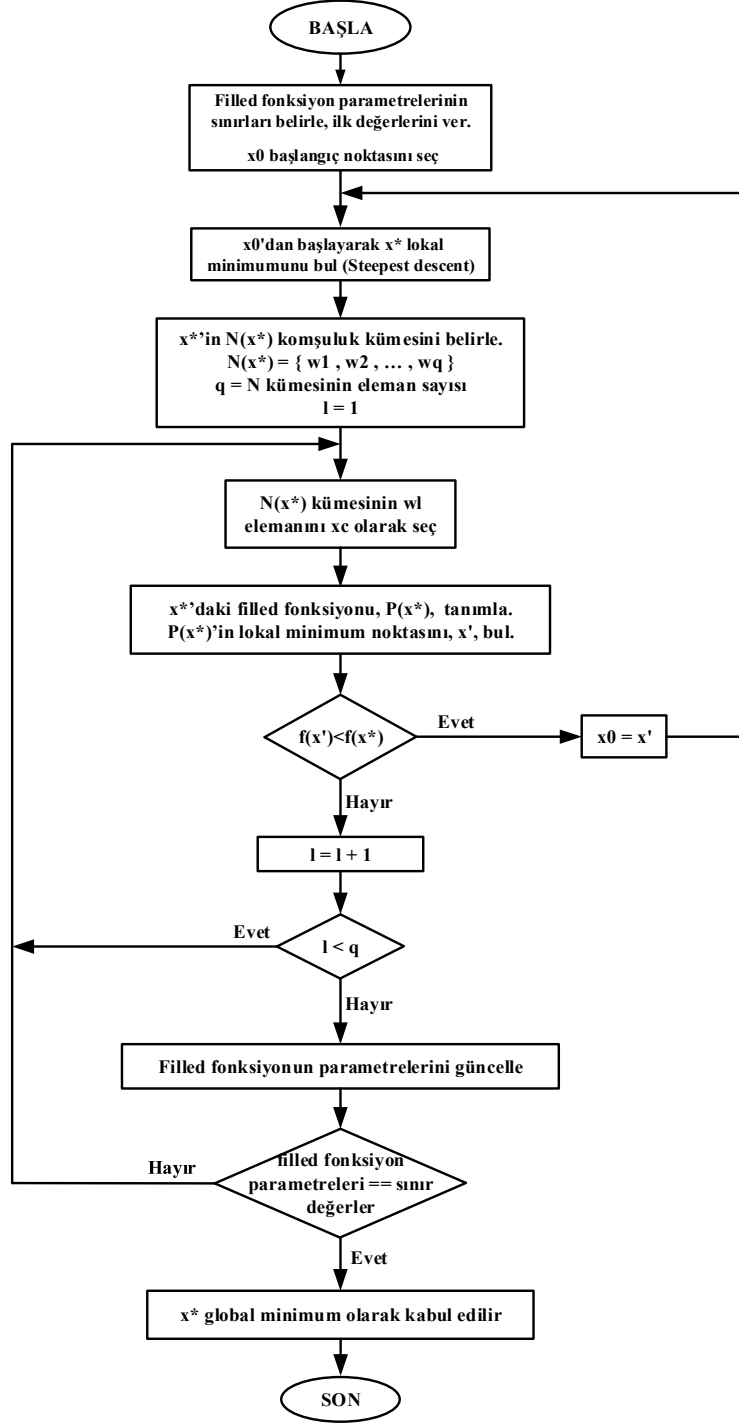 BAŞLA
Filled fonksiyon parametrelerinin
sınırları belirle, ilk değerlerini ver.
x0 başlangıç noktasını seç
x0'dan başlayarak x* lokal
minimumunu bul (Steepest descent)
x*’in N(x*) komşuluk kümesini belirle.
N(x*) = { w1 , w2 , … , wq }
q = N kümesinin eleman sayısı
l = 1
N(x*) kümesinin wl
elemanını xc olarak seç
x*’daki filled fonksiyonu, P(x*), tanımla.
P(x*)’in lokal minimum noktasını, x', bul.
f(x')<f(x*)
Evet
x0 = x'
Hayır
l = l + 1
Evet
l < q
Hayır
Filled fonksiyonun parametrelerini güncelle
Hayır
filled fonksiyon
parametreleri == sınır
değerler
Evet
x* global minimum olarak kabul edilir
SON